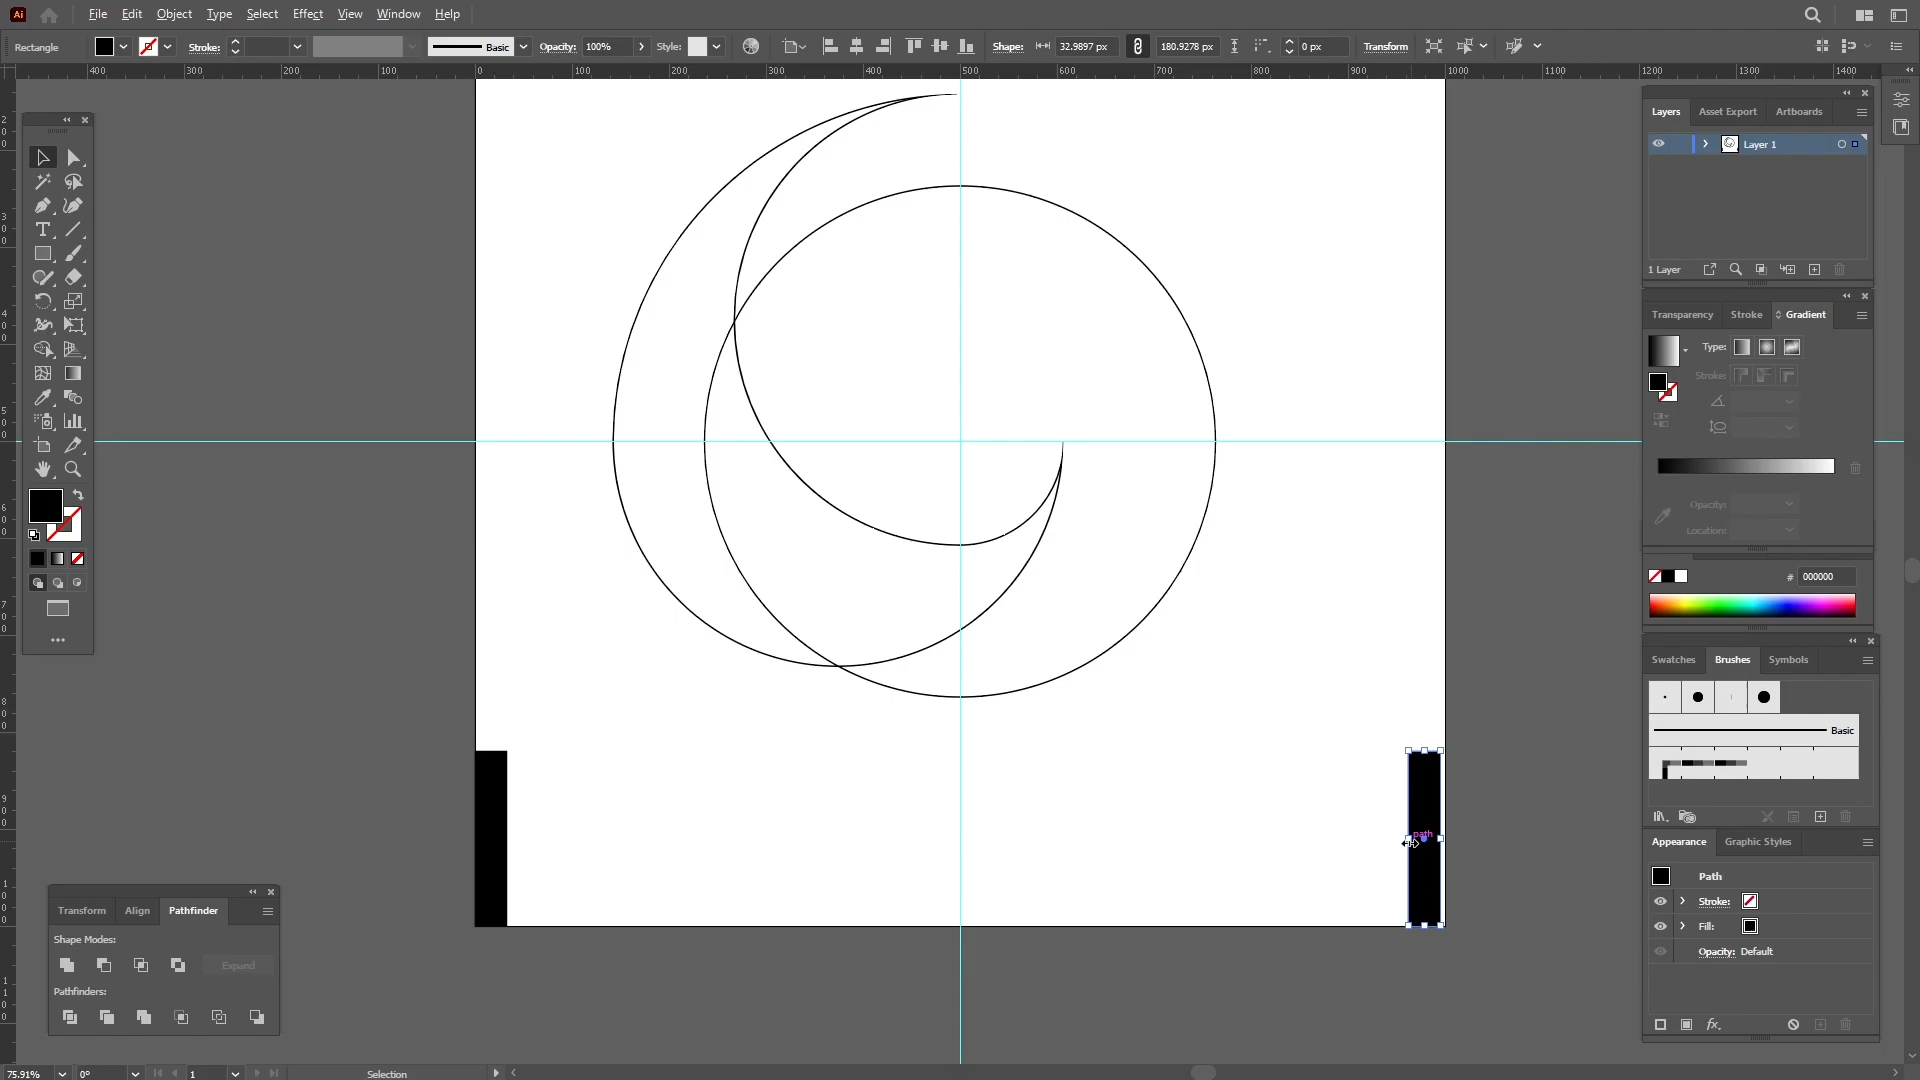 Ai File Edit Object Type Select Effect View Window Help
Rectangle Stroke: Basic Opacity: 100% Style: Shape: 32.9897 px 180.9278 px 0 px Transform
400 300 200 100 0 100 200 300 400 500 600 700 800 900 1000 1100 1200 1300 1400
Layers Asset Export Artboards
Layer 1
1 Layer
Transparency Stroke Gradient
Type:
Stroke:
Opacity:
Location:
# 000000
Swatches Brushes Symbols
Basic
path
Appearance Graphic Styles
Path
Stroke:
Fill:
Opacity: Default
fx.
Transform Align Pathfinder
Shape Modes:
Expand
Pathfinders:
75.91% 0° 1 Selection